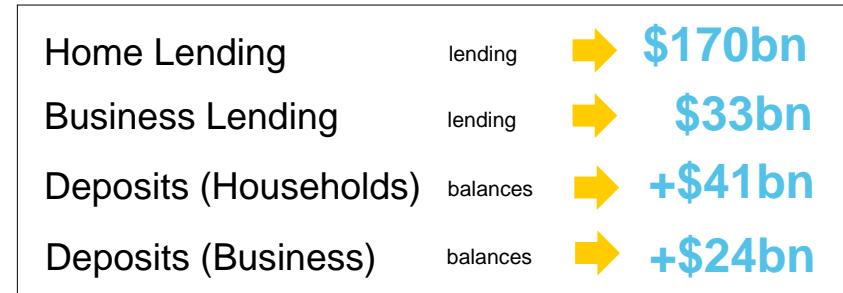 Home Lending lending $170bn
Business Lending lending $33bn
Deposits (Households) balances +$41bn
Deposits (Business) balances +$24bn